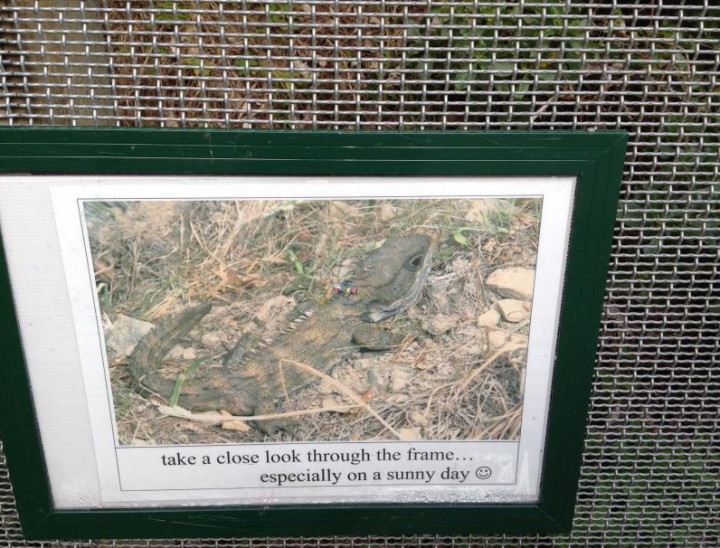 take a close look through the frame…
especially on a sunny day ☺